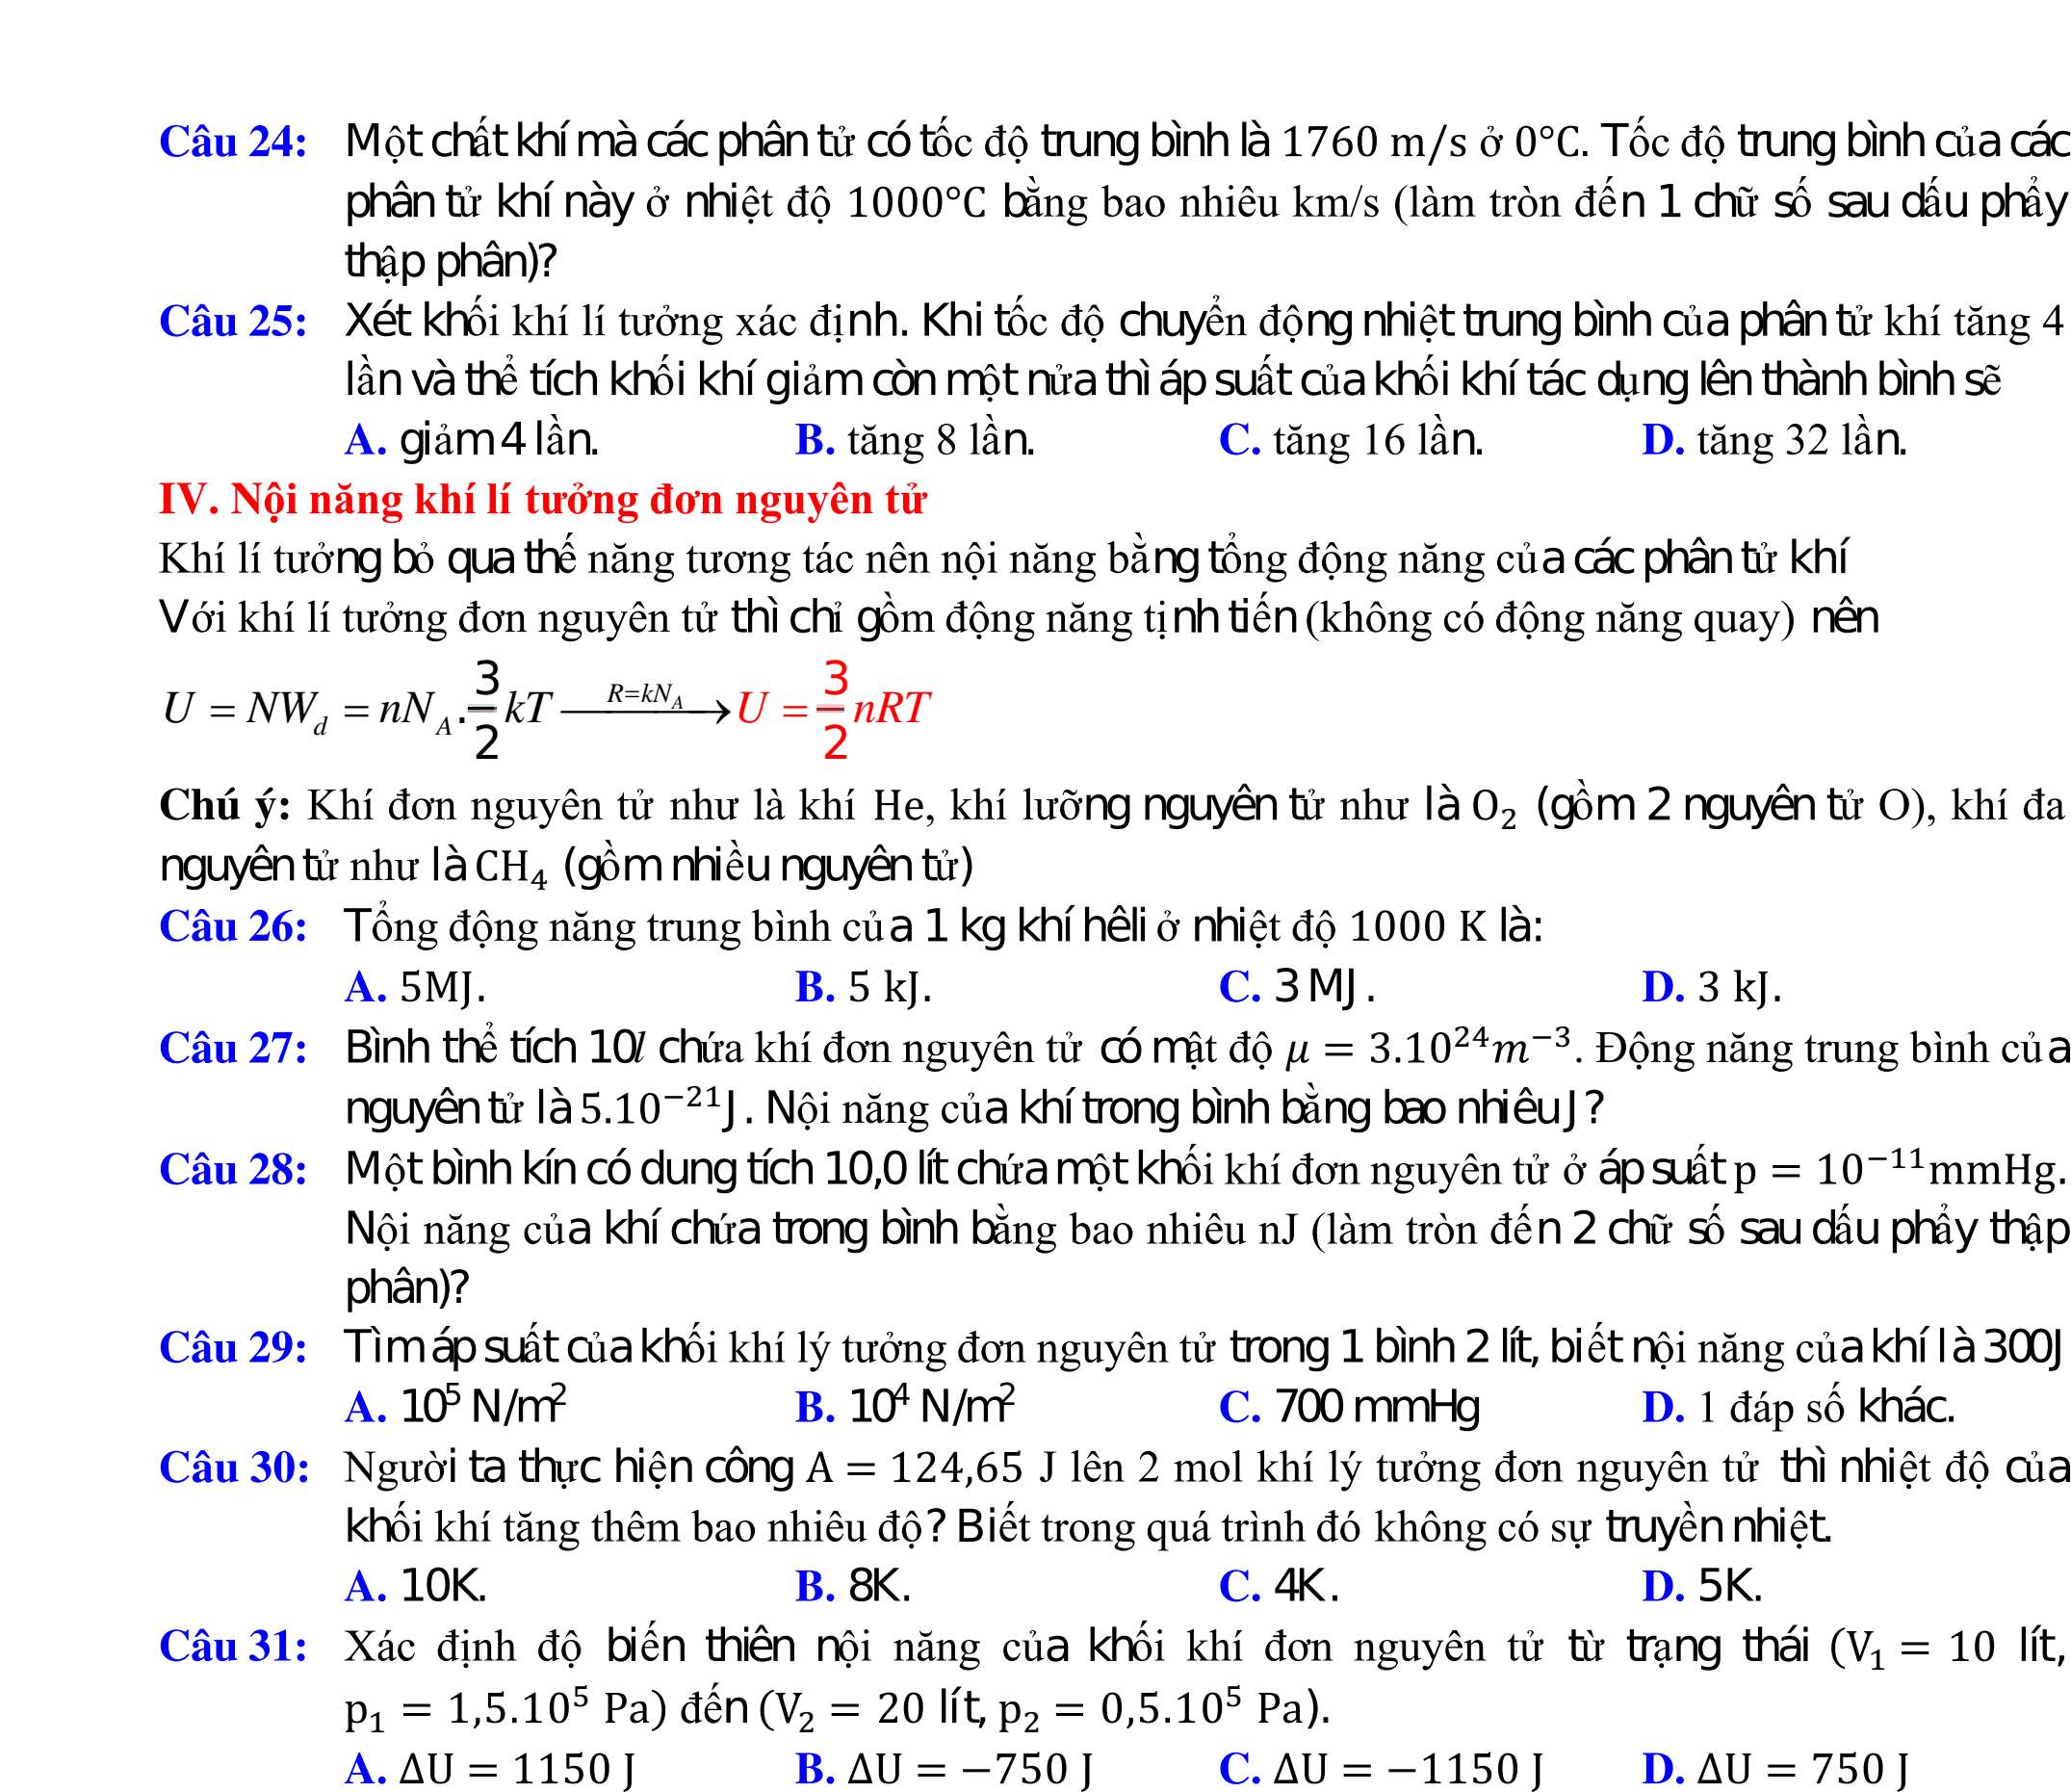 Câu 24: Một chất khí mà các phân tử có tốc độ trung bình là 1760 m/s ở 0°C. Tốc độ trung bình của các
phân tử khí này ở nhiệt độ 1000°C bằng bao nhiêu km/s (làm tròn đến 1 chữ số sau dấu phẩy
thập phân)?
Câu 25: Xét khối khí lí tưởng xác định. Khi tốc độ chuyển động nhiệt trung bình của phân tử khí tăng 4
lần và thể tích khối khí giảm còn một nửa thì áp suất của khối khí tác dụng lên thành bình sẽ
A. giảm 4 lần. B. tăng 8 lần. C. tăng 16 lần. D. tăng 32 lần.
IV. Nội năng khí lí tưởng đơn nguyên tử
Khí lí tưởng bỏ qua thế năng tương tác nên nội năng bằng tổng động năng của các phân tử khí
Với khí lí tưởng đơn nguyên tử thì chỉ gồm động năng tịnh tiến (không có động năng quay) nên
$U = NW_d = nN_A.\frac{3}{2}kT \xrightarrow{R=kN_A} U = \frac{3}{2}nRT$
Chú ý: Khí đơn nguyên tử như là khí He, khí lưỡng nguyên tử như là O₂ (gồm 2 nguyên tử O), khí đa
nguyên tử như là CH₄ (gồm nhiều nguyên tử)
Câu 26: Tổng động năng trung bình của 1 kg khí hêli ở nhiệt độ 1000 K là:
A. 5MJ. B. 5 kJ. C. 3 MJ. D. 3 kJ.
Câu 27: Bình thể tích 10l chứa khí đơn nguyên tử có mật độ μ = 3.10²⁴m⁻³. Động năng trung bình của
nguyên tử là 5.10⁻²¹J. Nội năng của khí trong bình bằng bao nhiêu J?
Câu 28: Một bình kín có dung tích 10,0 lít chứa một khối khí đơn nguyên tử ở áp suất p = 10⁻¹¹mmHg.
Nội năng của khí chứa trong bình bằng bao nhiêu nJ (làm tròn đến 2 chữ số sau dấu phẩy thập
phân)?
Câu 29: Tìm áp suất của khối khí lý tưởng đơn nguyên tử trong 1 bình 2 lít, biết nội năng của khí là 300J
A. 10⁵ N/m² B. 10⁴ N/m² C. 700 mmHg D. 1 đáp số khác.
Câu 30: Người ta thực hiện công A = 124,65 J lên 2 mol khí lý tưởng đơn nguyên tử thì nhiệt độ của
khối khí tăng thêm bao nhiêu độ? Biết trong quá trình đó không có sự truyền nhiệt.
A. 10K. B. 8K. C. 4K. D. 5K.
Câu 31: Xác định độ biến thiên nội năng của khối khí đơn nguyên tử từ trạng thái (V₁ = 10 lít,
p₁ = 1,5.10⁵ Pa) đến (V₂ = 20 lít, p₂ = 0,5.10⁵ Pa).
A. ΔU = 1150 J B. ΔU = −750 J C. ΔU = −1150 J D. ΔU = 750 J